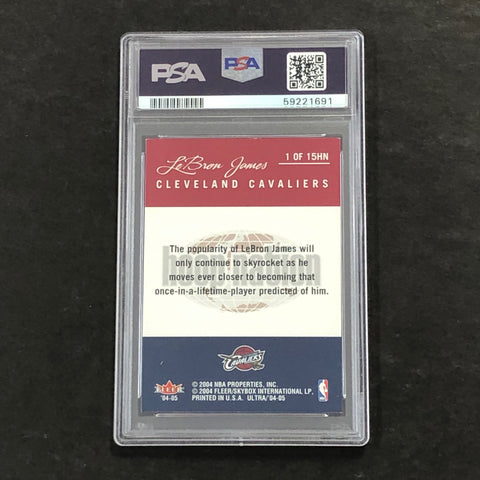 PSA
PSA
59221691
LeBron James
1 OF 15HN
CLEVELAND CAVALIERS
hoop nation
The popularity of LeBron James will
only continue to skyrocket as he
moves ever closer to becoming that
once-in-a-lifetime-player predicted of him.
CAVALIERS
FLEER
'04-05
© 2004 NBA PROPERTIES, INC.
© 2004 FLEER/SKYBOX INTERNATIONAL LP.
PRINTED IN U.S.A. ULTRA/'04-05